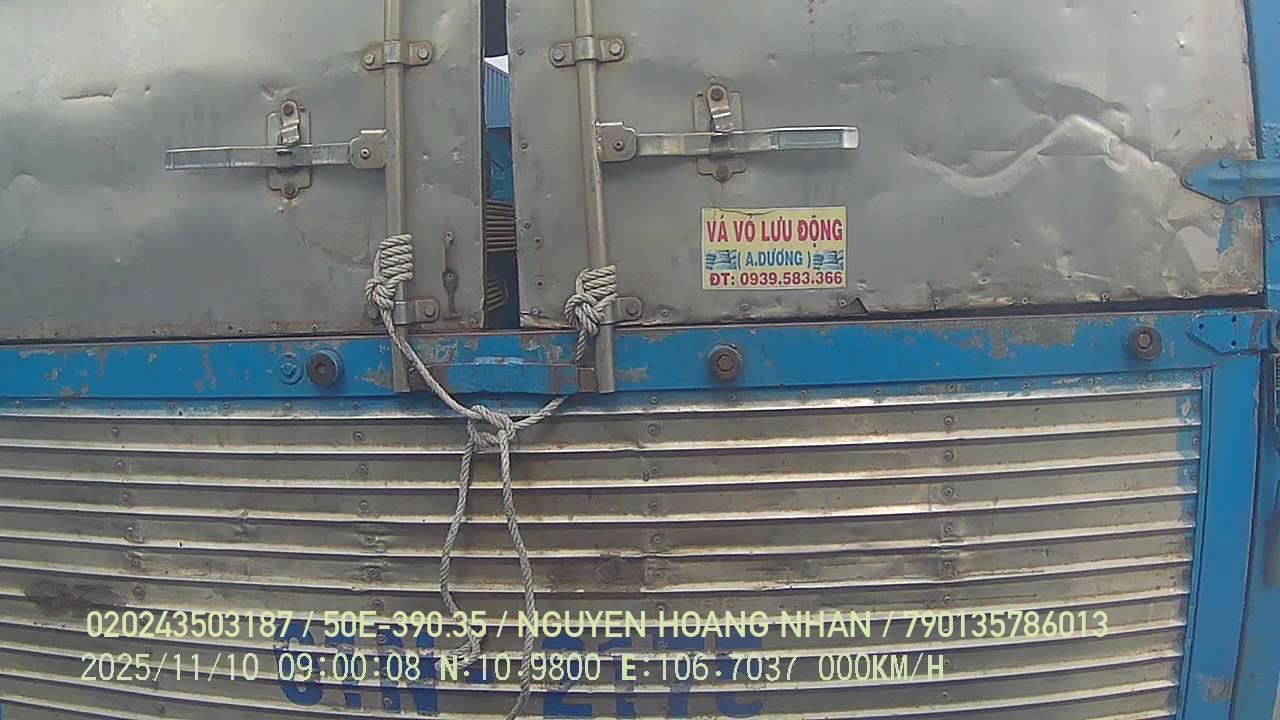 VÁ VỎ LƯU ĐỘNG
( A.DƯƠNG )
ĐT: 0939.583.366
020243503187 / 50E-390.35 / NGUYEN HOANG NHAN / 790135786013
2025/11/10 09:00:08 N:10.9800 E:106.7037 000KM/H